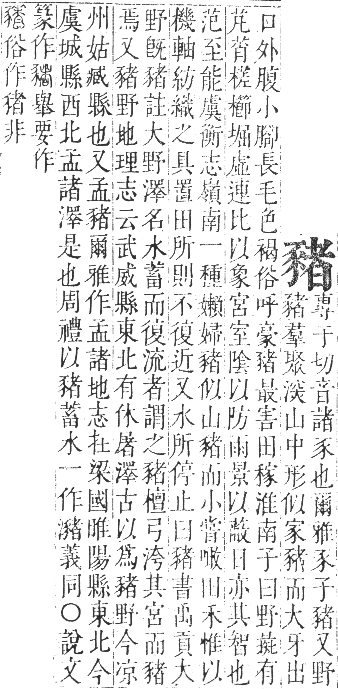 豬
專于切音諸豕也爾雅豕子豬又野
豬羣聚深山中形似家豬而大牙出
口外腹小腳長毛色褐俗呼豪豬最害田稼淮南子曰野彘有
艽莦槎櫛堀虛連比以象宮室陰以防雨景以蔽日亦其智也
范至能虞衡志嶺南一種嬾婦豬似山豬而小善噉田禾惟以
機軸紡織之具置田所則不復近又水所停止曰豬書禹貢大
野旣豬註大野澤名水蓄而復流者謂之豬檀弓洿其宮而豬
焉又豬野地理志云武威縣東北有休屠澤古以爲豬野今凉
州姑臧縣也又孟豬爾雅作孟諸地志在梁國睢陽縣東北今
虞城縣西北孟諸澤是也周禮以豬蓄水一作瀦義同〇說文
篆作豬舉要作
豬俗作猪非